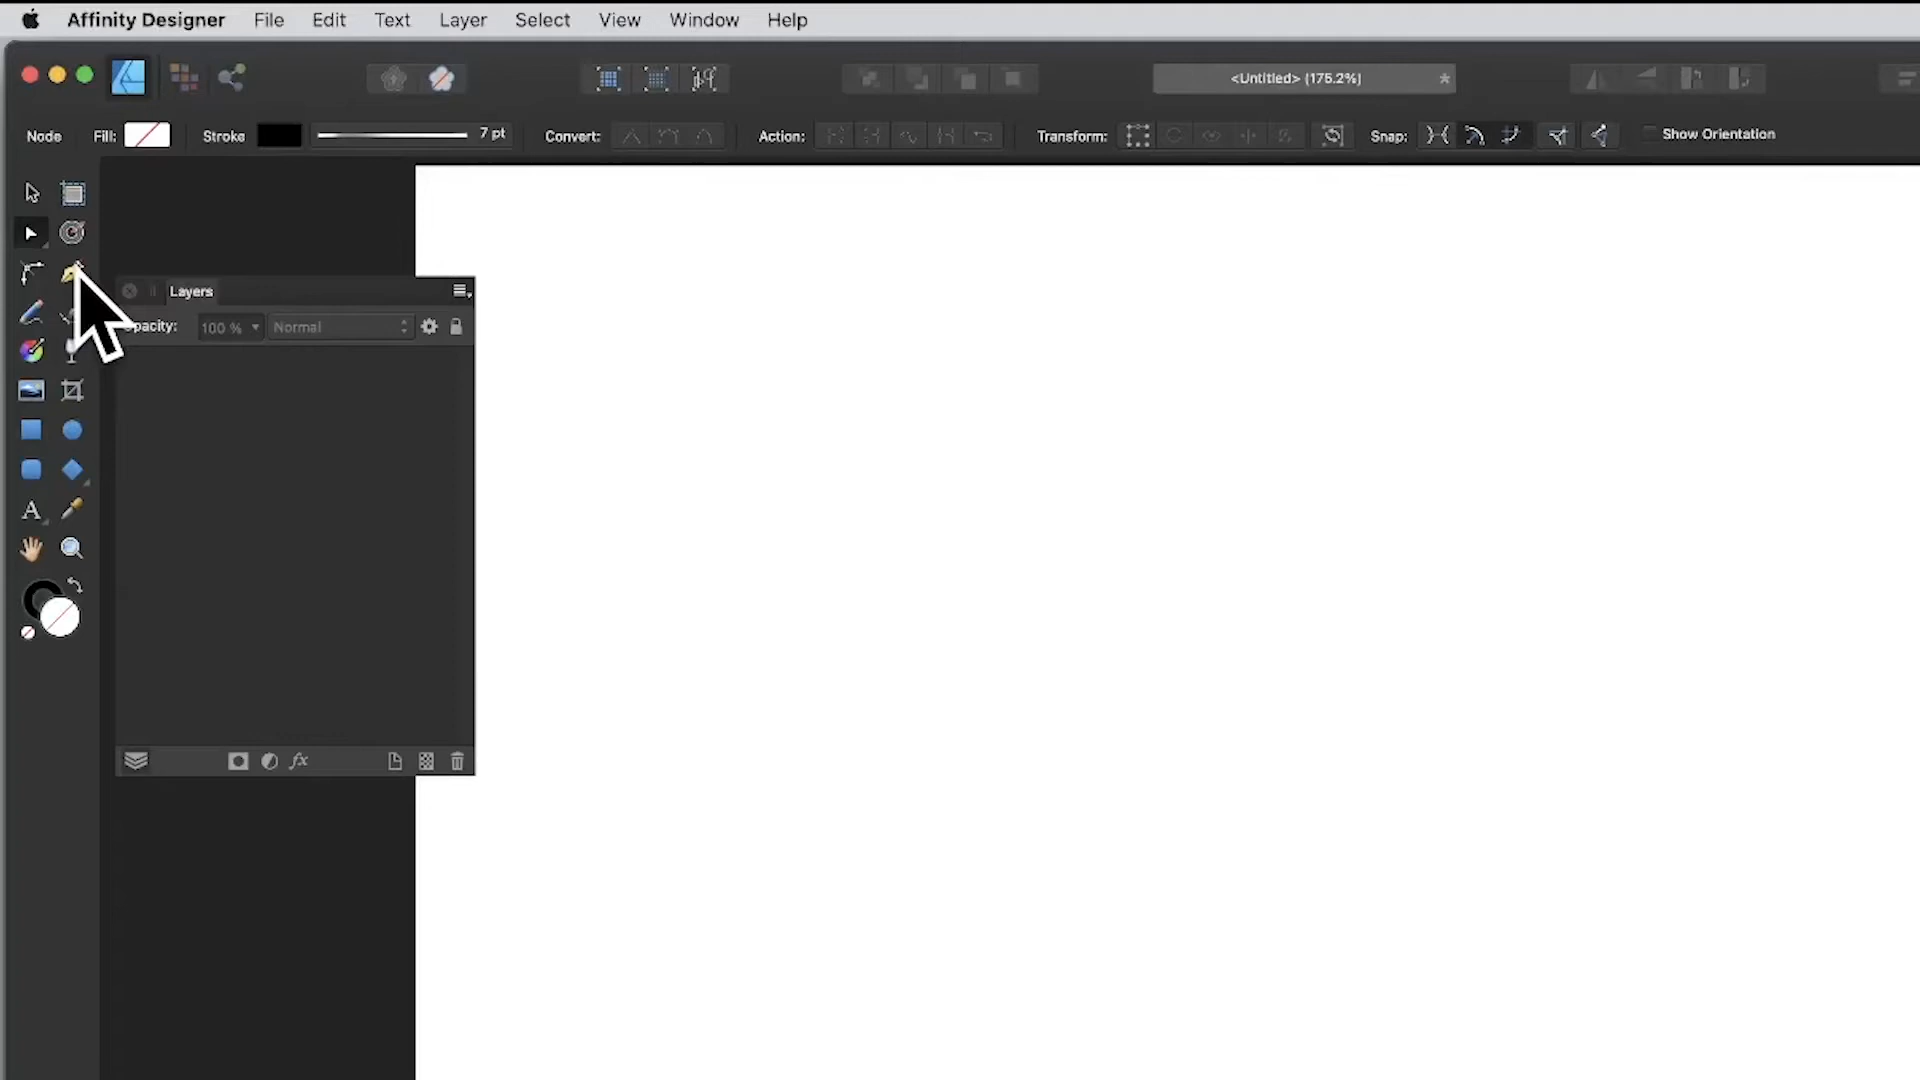 Affinity Designer File Edit Text Layer Select View Window Help
<Untitled> (175.2%) *
Node Fill: Stroke 7 pt Convert: Action: Transform: Snap: Show Orientation
Layers
pacity: 100 % Normal
A
fx